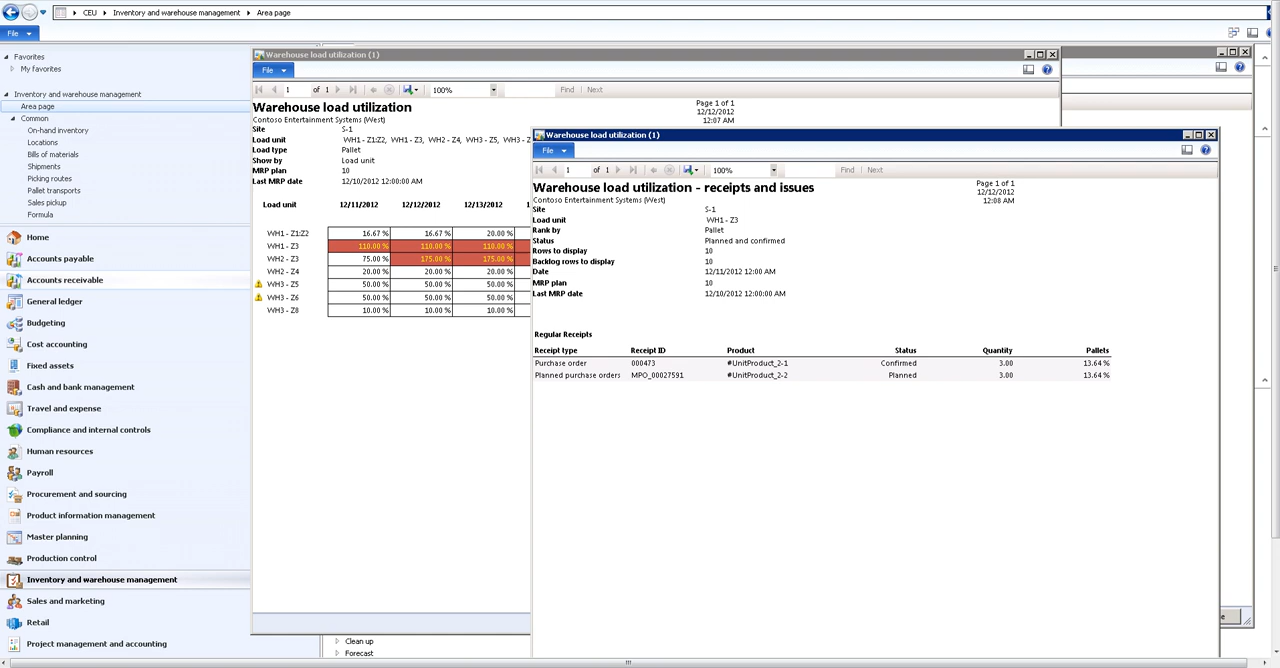 CEU ▸ Inventory and warehouse management ▸ Area page
File
Favorites
My favorites
Inventory and warehouse management
Area page
Common
On-hand inventory
Locations
Bills of materials
Shipments
Picking routes
Pallet transports
Sales pickup
Formula
Home
Accounts payable
Accounts receivable
General ledger
Budgeting
Cost accounting
Fixed assets
Cash and bank management
Travel and expense
Compliance and internal controls
Human resources
Payroll
Procurement and sourcing
Product information management
Master planning
Production control
Inventory and warehouse management
Sales and marketing
Retail
Project management and accounting
Warehouse load utilization (1)
File
1 of 1 100% Find | Next
Warehouse load utilization
Page 1 of 1
12/12/2012
12:07 AM
Contoso Entertainment Systems (West)
Site S-1
Load unit WH1 - Z1:Z2, WH1 - Z3, WH2 - Z4, WH3 - Z5, WH3 - Z
Load type Pallet
Show by Load unit
MRP plan 10
Last MRP date 12/10/2012 12:00:00 AM
Load unit 12/11/2012 12/12/2012 12/13/2012
WH1 - Z1:Z2 16.67 % 16.67 % 20.00 %
WH1 - Z3 110.00 % 110.00 % 110.00 %
WH2 - Z3 75.00 % 175.00 % 175.00 %
WH2 - Z4 20.00 % 20.00 % 20.00 %
WH3 - Z5 50.00 % 50.00 % 50.00 %
WH3 - Z6 50.00 % 50.00 % 50.00 %
WH3 - Z8 10.00 % 10.00 % 10.00 %
Clean up
Forecast
Warehouse load utilization (1)
File
1 of 1 100% Find | Next
Warehouse load utilization - receipts and issues
Page 1 of 1
12/12/2012
12:08 AM
Contoso Entertainment Systems (West)
Site S-1
Load unit WH1 - Z3
Rank by Pallet
Status Planned and confirmed
Rows to display 10
Backlog rows to display 10
Date 12/11/2012 12:00 AM
MRP plan 10
Last MRP date 12/10/2012 12:00:00 AM
Regular Receipts
Receipt type Receipt ID Product Status Quantity Pallets
Purchase order 000473 #UnitProduct_2-1 Confirmed 3.00 13.64 %
Planned purchase orders MPO_00027591 #UnitProduct_2-2 Planned 3.00 13.64 %